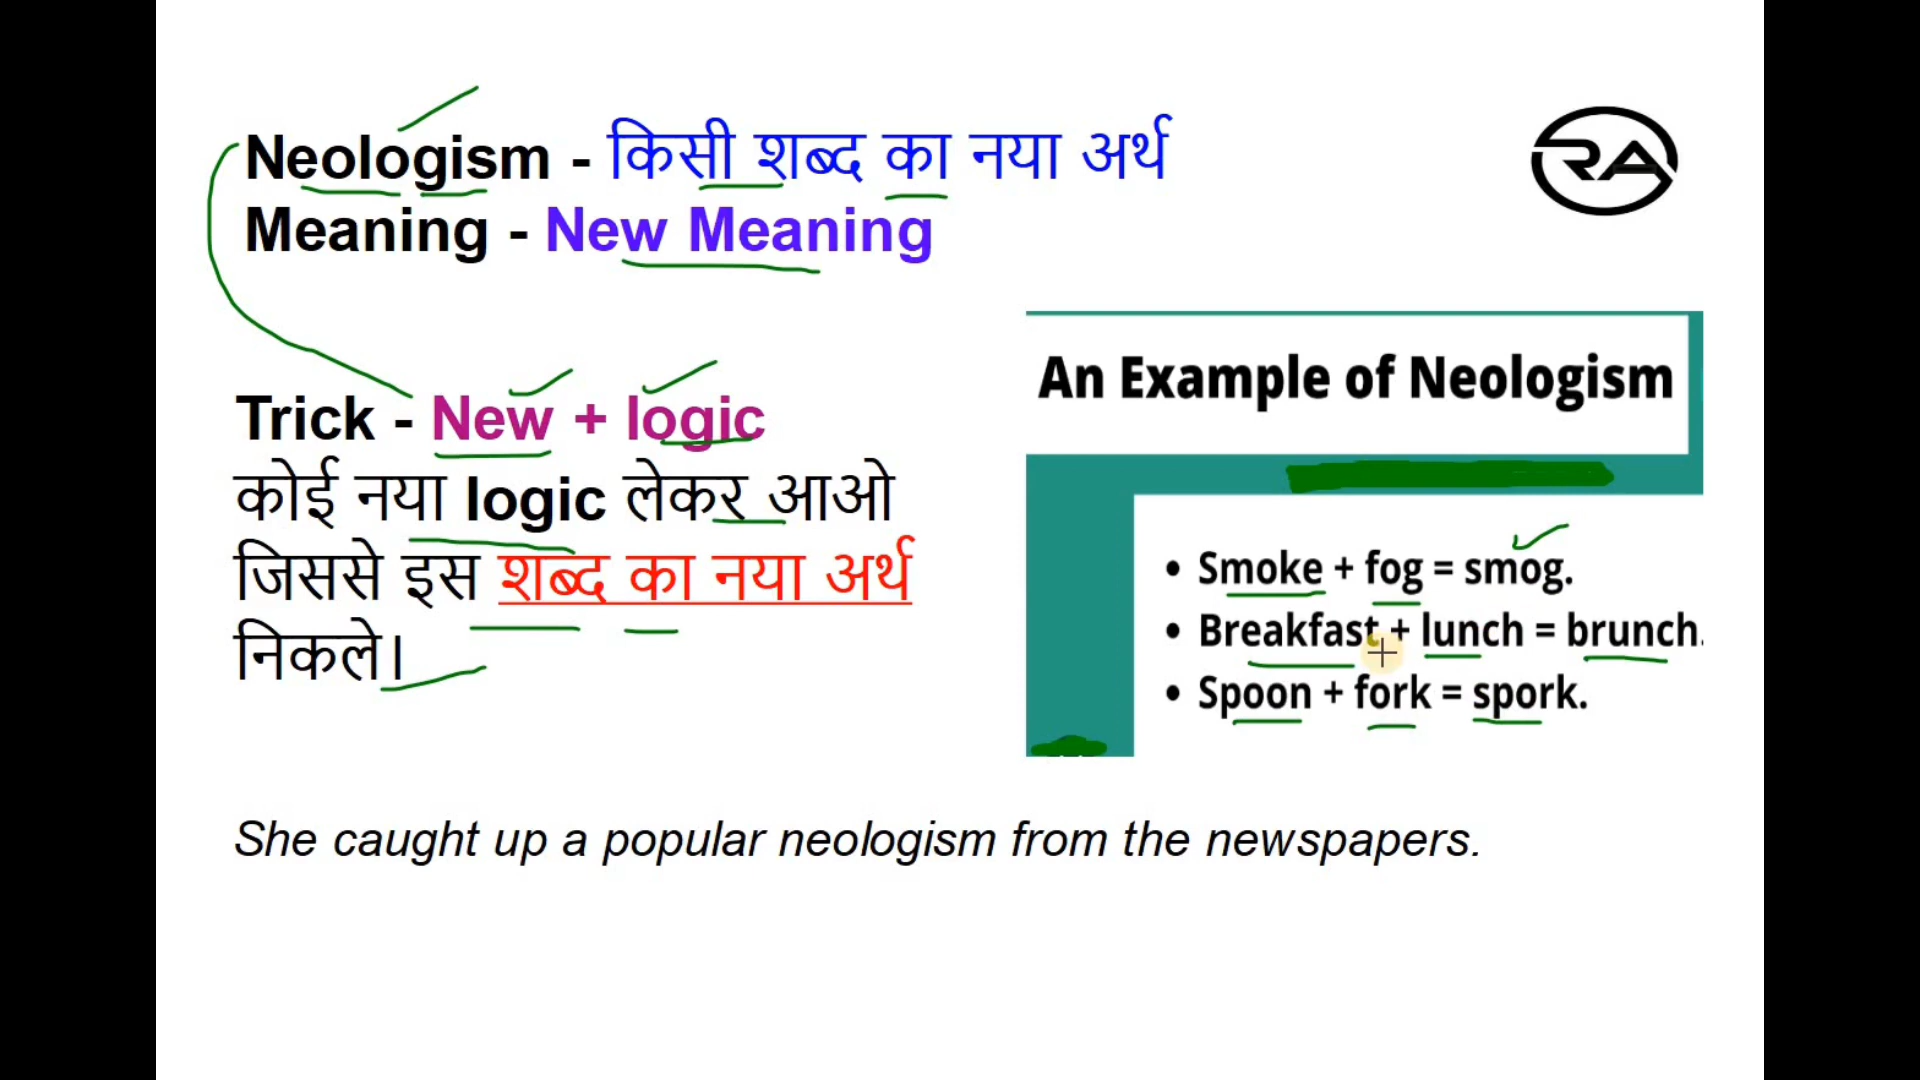 Neologism - किसी शब्द का नया अर्थ
Meaning - New Meaning
RA
Trick - New + logic
कोई नया logic लेकर आओ
जिससे इस शब्द का नया अर्थ
निकले।
An Example of Neologism
• Smoke + fog = smog.
• Breakfast + lunch = brunch.
• Spoon + fork = spork.
She caught up a popular neologism from the newspapers.